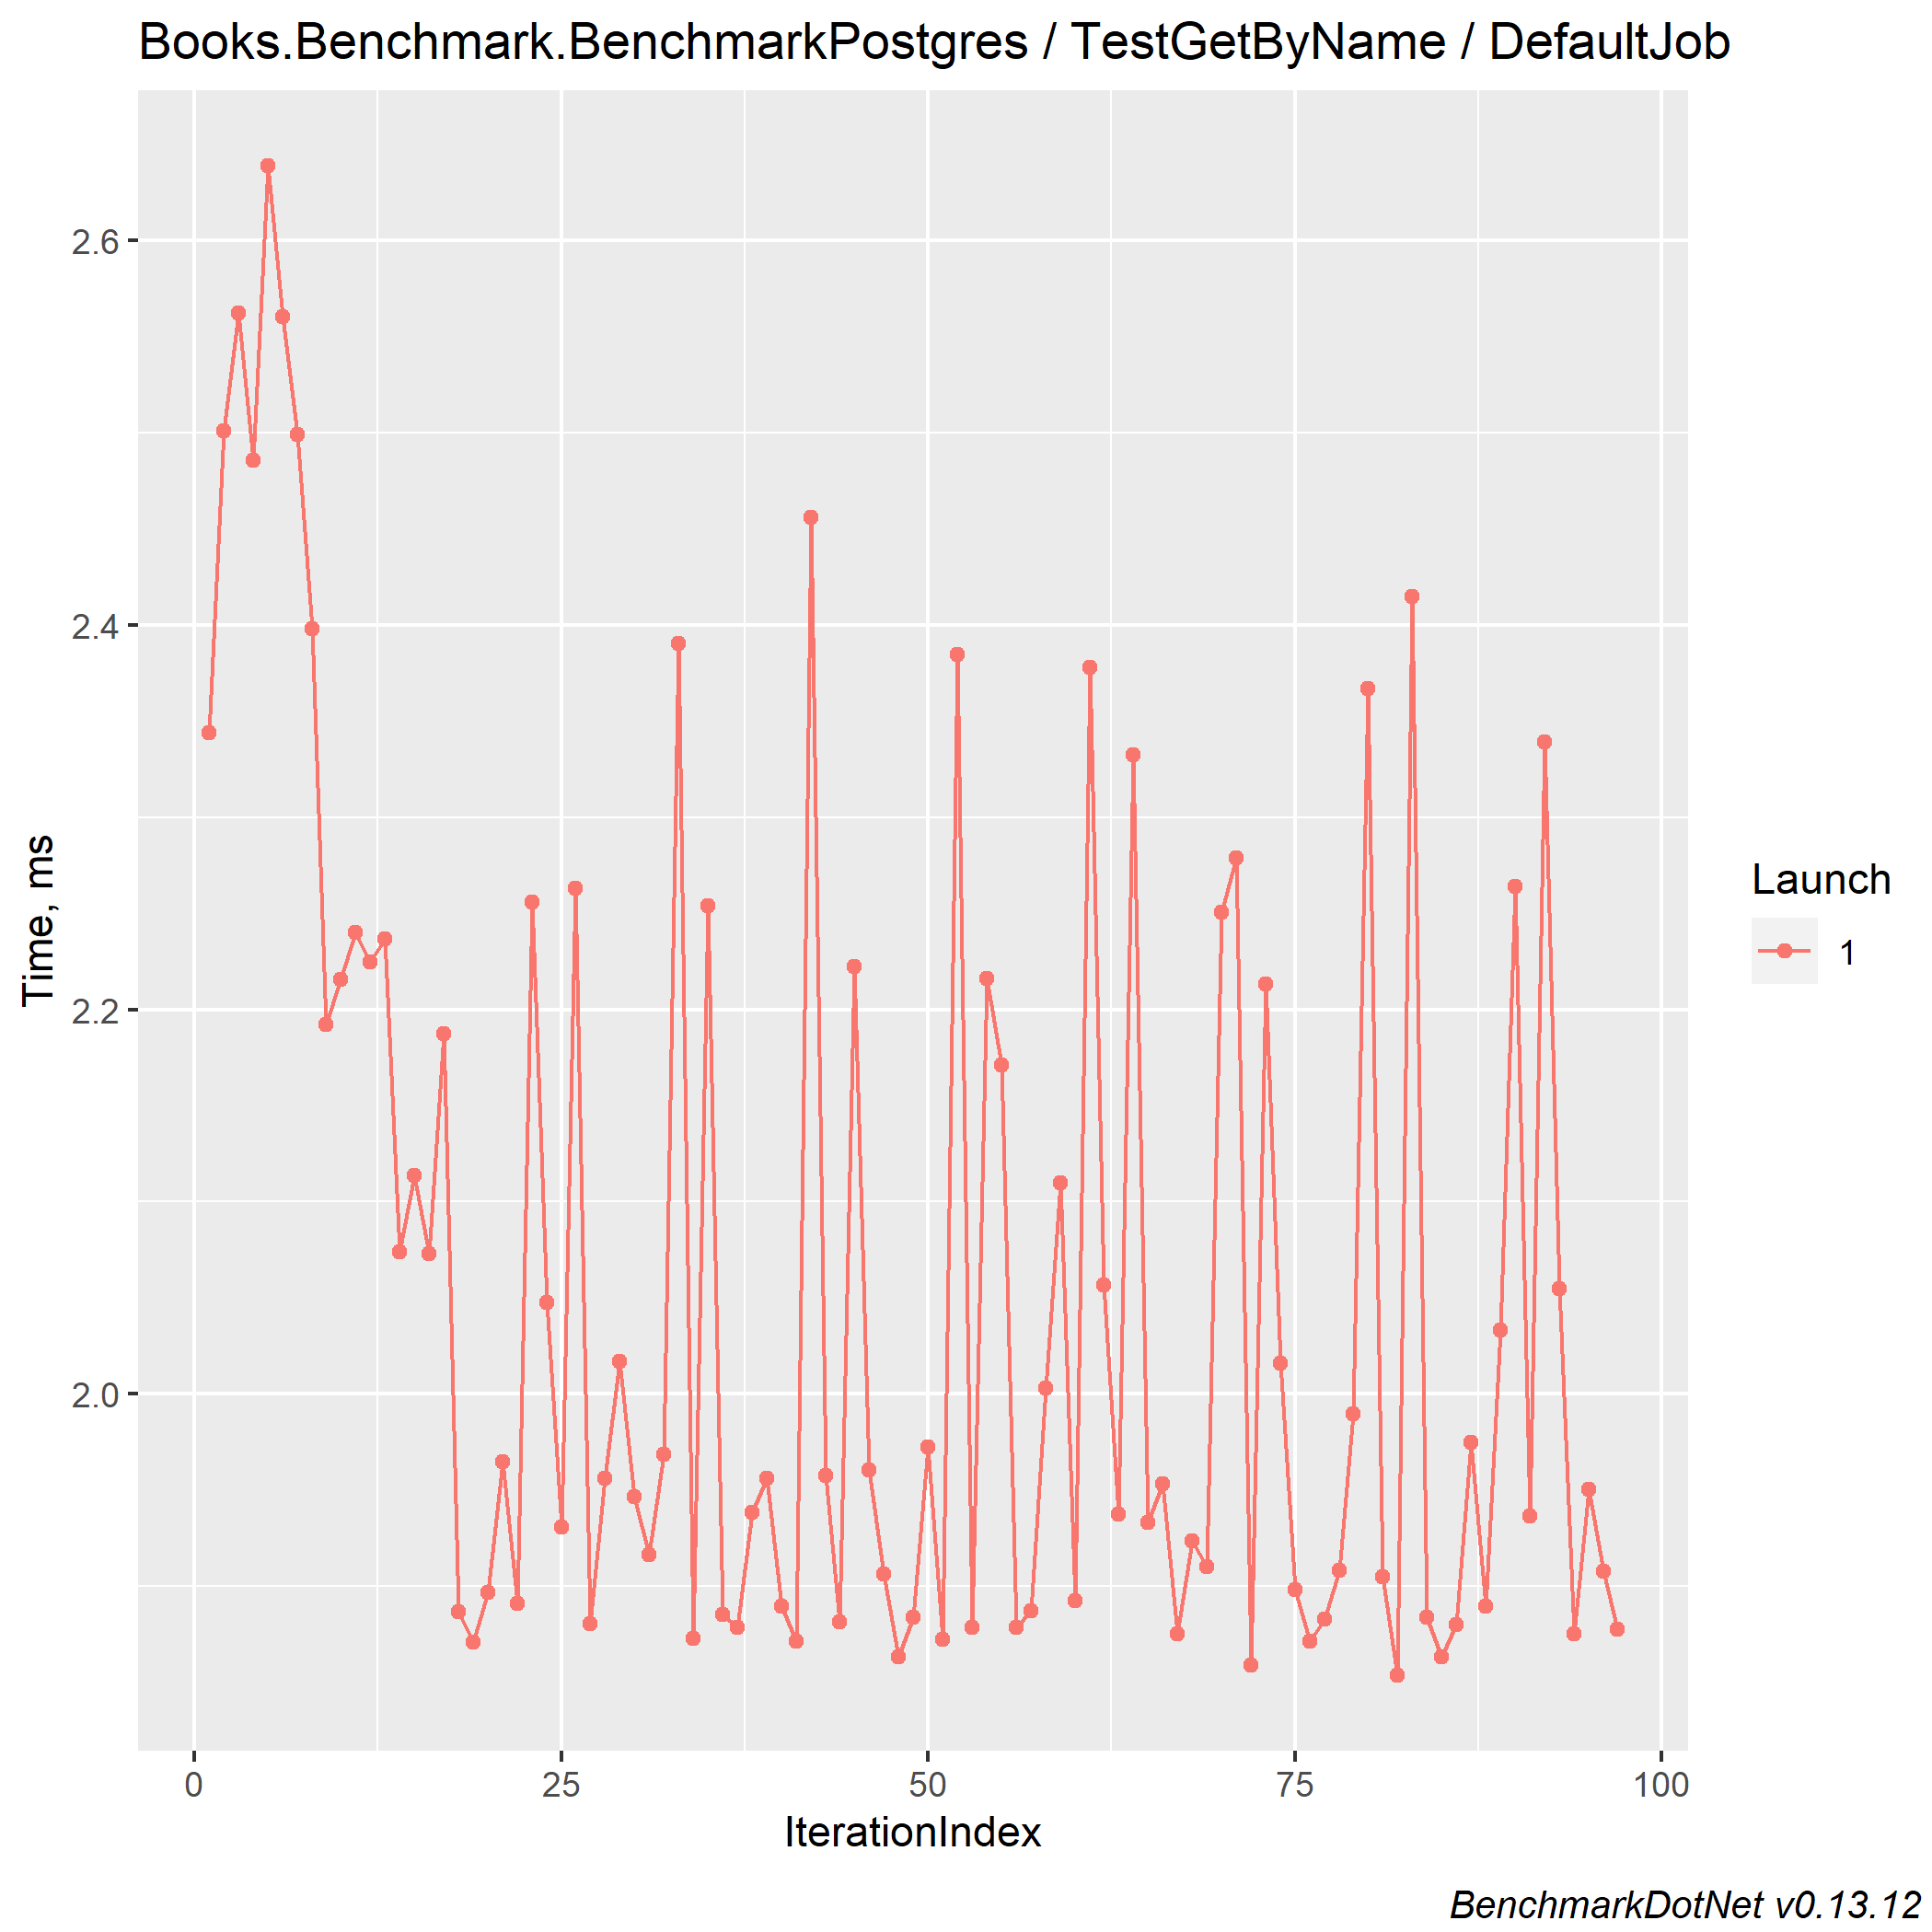 Books.Benchmark.BenchmarkPostgres / TestGetByName / DefaultJob
2.6
2.4
2.2
2.0
Time, ms
0 25 50 75 100
IterationIndex
Launch
1
BenchmarkDotNet v0.13.12